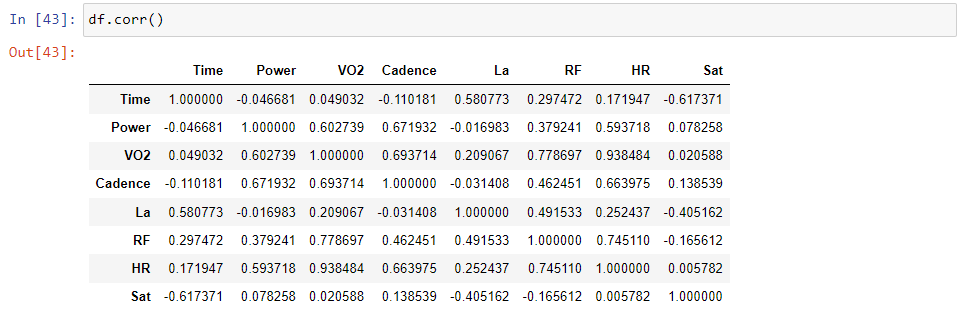 In [43]: df.corr()
Out[43]:
Time Power VO2 Cadence La RF HR Sat
Time 1.000000 -0.046681 0.049032 -0.110181 0.580773 0.297472 0.171947 -0.617371
Power -0.046681 1.000000 0.602739 0.671932 -0.016983 0.379241 0.593718 0.078258
VO2 0.049032 0.602739 1.000000 0.693714 0.209067 0.778697 0.938484 0.020588
Cadence -0.110181 0.671932 0.693714 1.000000 -0.031408 0.462451 0.663975 0.138539
La 0.580773 -0.016983 0.209067 -0.031408 1.000000 0.491533 0.252437 -0.405162
RF 0.297472 0.379241 0.778697 0.462451 0.491533 1.000000 0.745110 -0.165612
HR 0.171947 0.593718 0.938484 0.663975 0.252437 0.745110 1.000000 0.005782
Sat -0.617371 0.078258 0.020588 0.138539 -0.405162 -0.165612 0.005782 1.000000